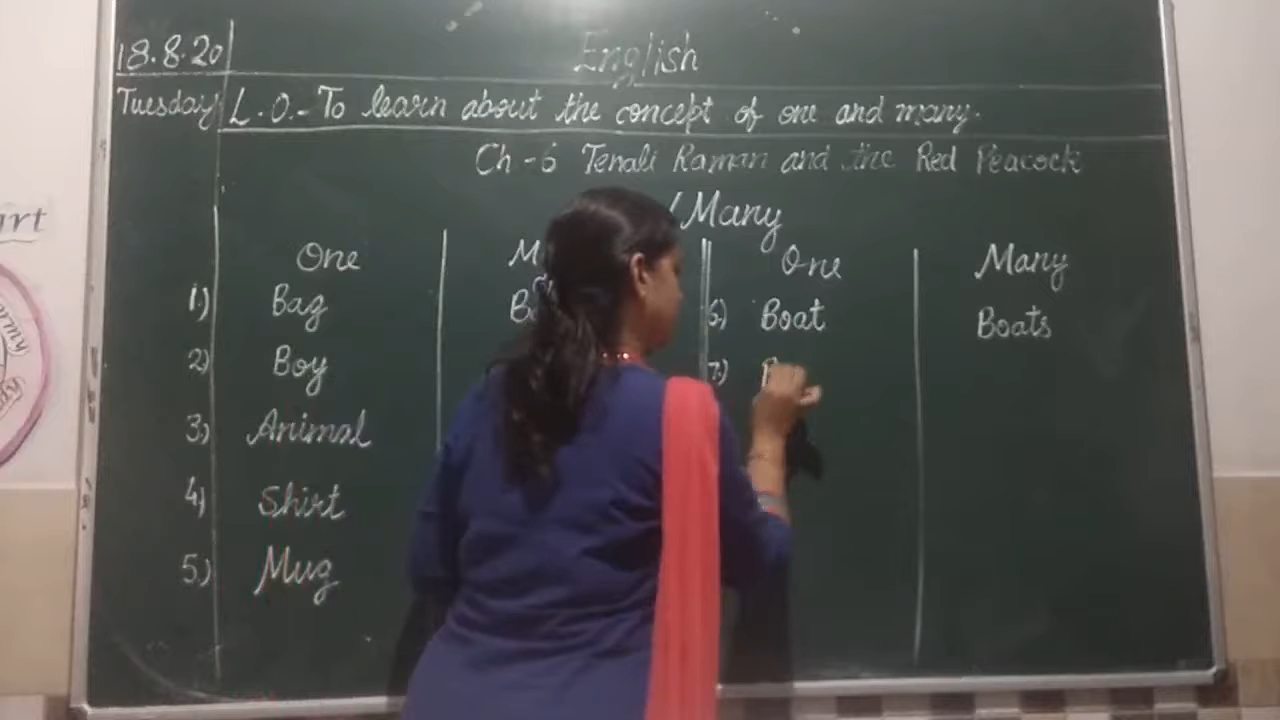 18.8.20 English
Tuesday L.O.- To learn about the concept of one and many.
Ch-6 Tenali Raman and the Red Peacock
/Many
One One Many
1.) Bag 6) Boat Boats
2) Boy 7.)
3.) Animal
4) Shirt
5.) Mug